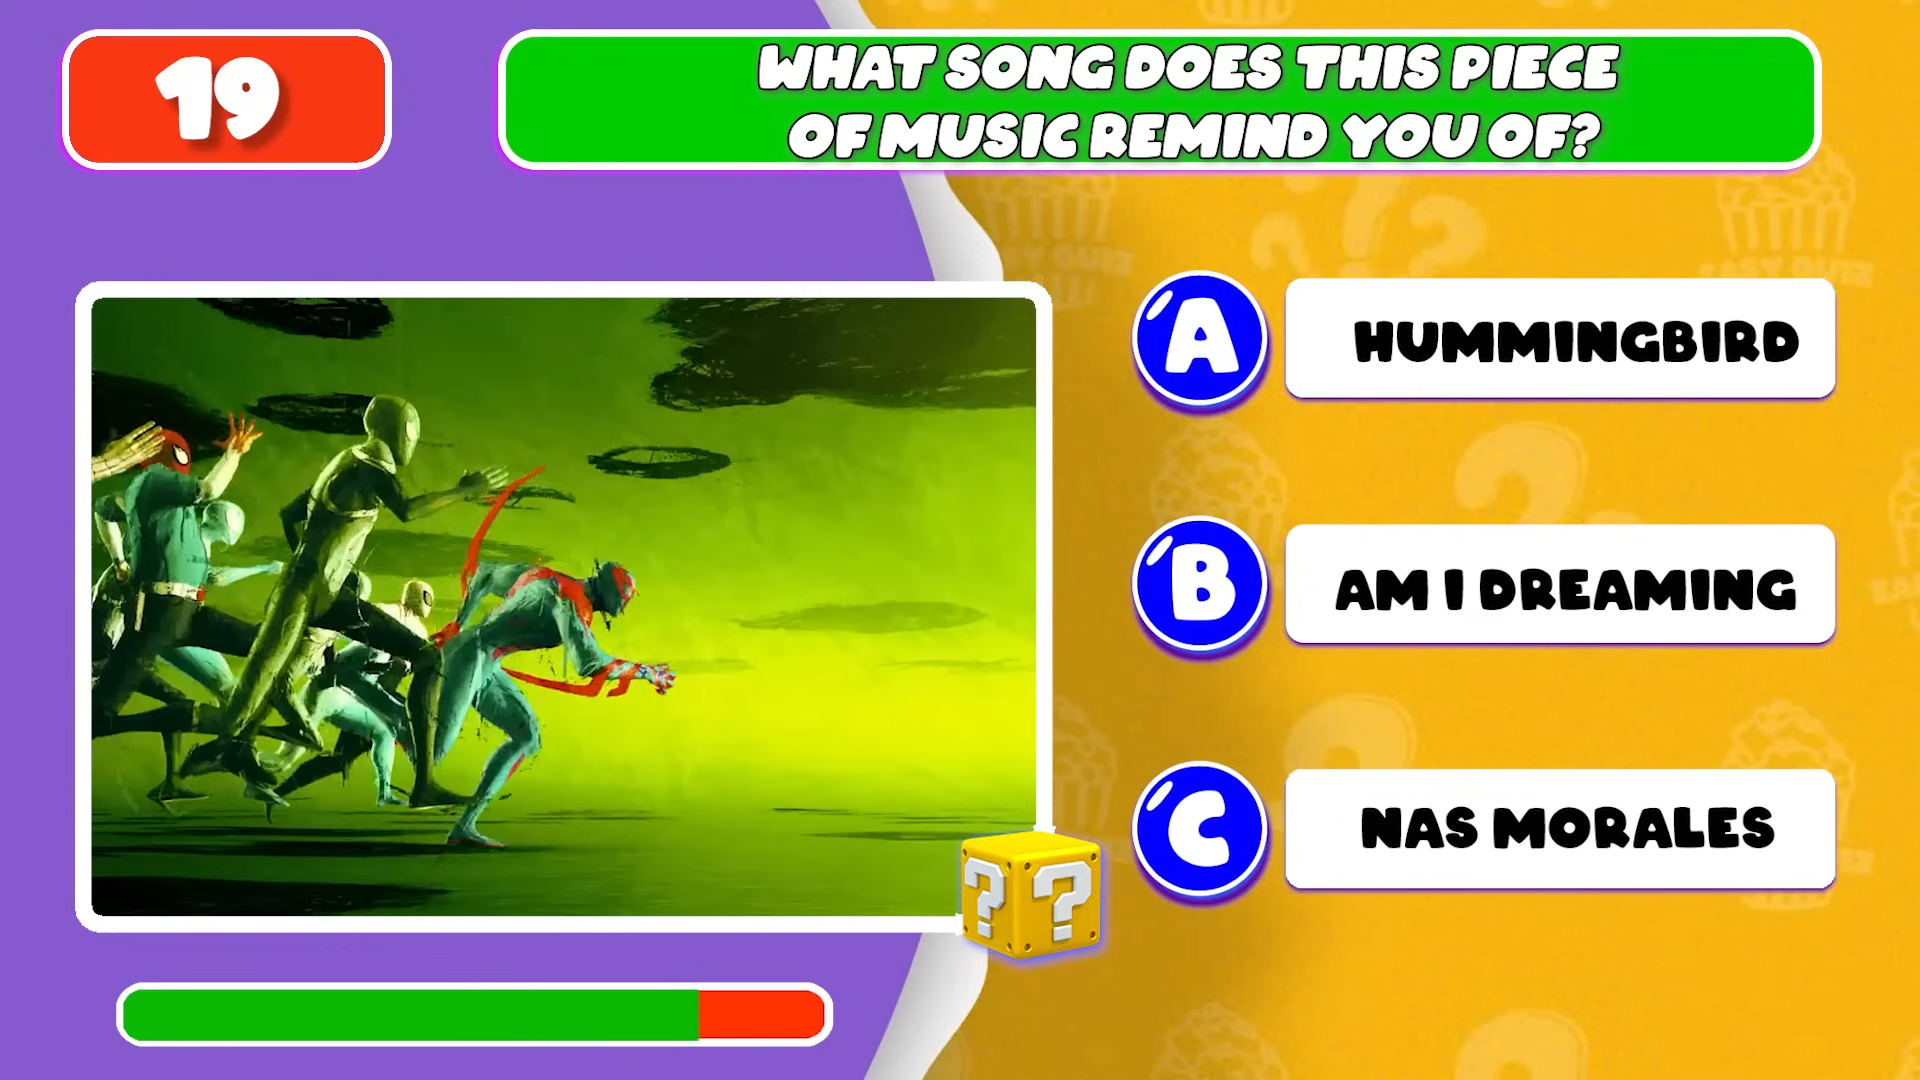 19
WHAT SONG DOES THIS PIECE
OF MUSIC REMIND YOU OF?
A HUMMINGBIRD
B AM I DREAMING
C NAS MORALES
? ?